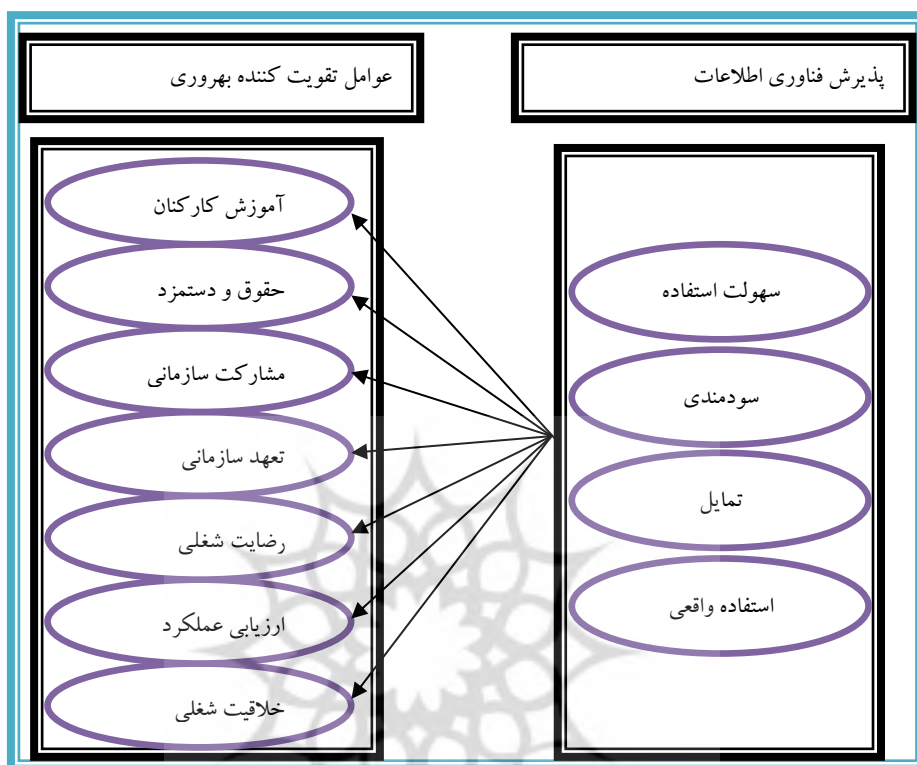 پذیرش فناوری اطلاعات
سهولت استفاده
سودمندی
تمایل
استفاده واقعی
عوامل تقویت کننده بهروری
آموزش کارکنان
حقوق و دستمزد
مشارکت سازمانی
تعهد سازمانی
رضایت شغلی
ارزیابی عملکرد
خلاقیت شغلی